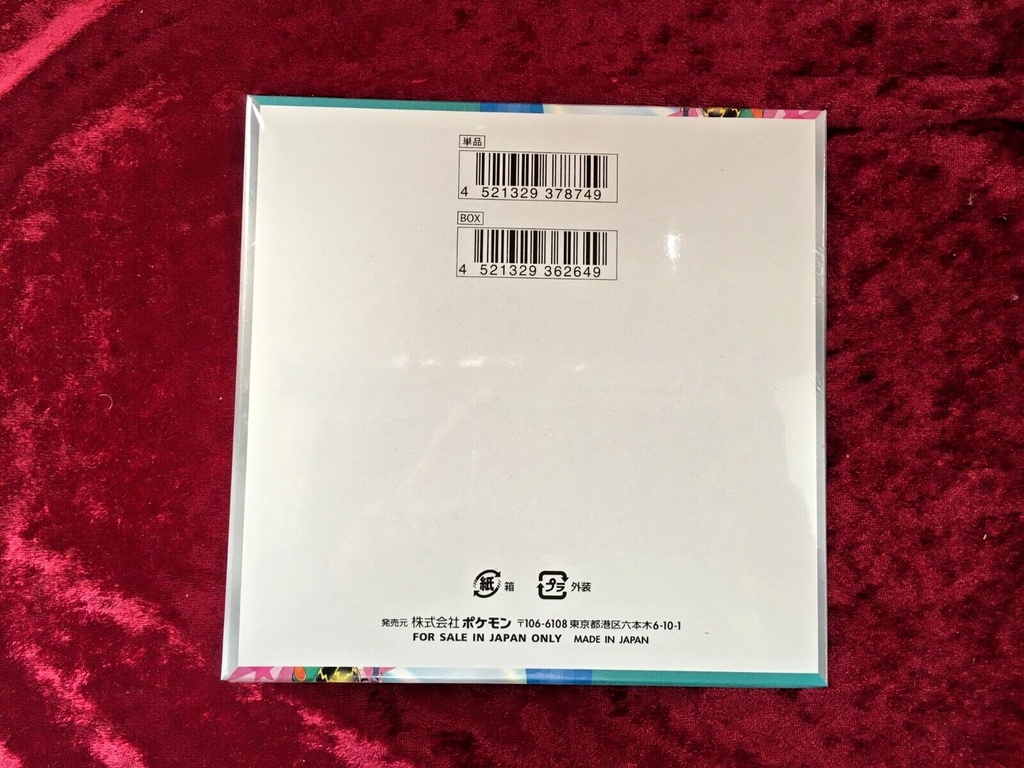 単品
4 521329 378749
BOX
4 521329 362649
紙 箱 プラ 外装
発売元 株式会社ポケモン 〒106-6108 東京都港区六本木6-10-1
FOR SALE IN JAPAN ONLY MADE IN JAPAN